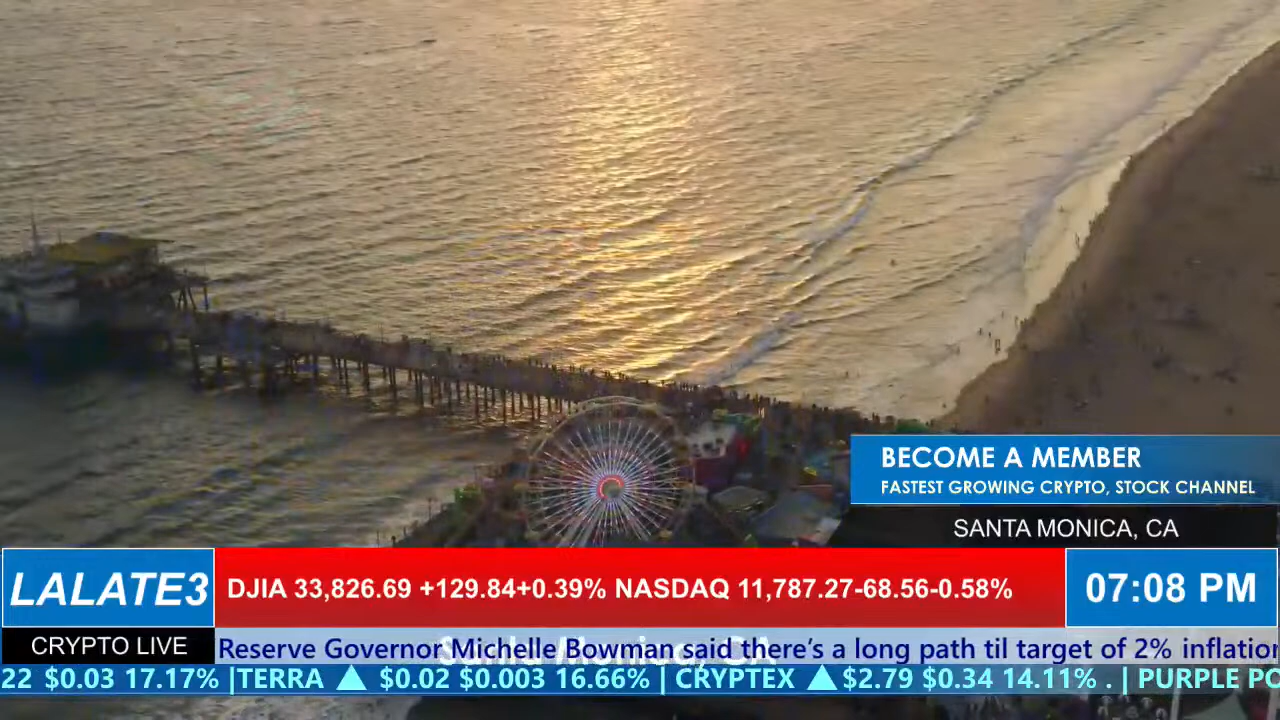 BECOME A MEMBER
FASTEST GROWING CRYPTO, STOCK CHANNEL
SANTA MONICA, CA
LALATE3
DJIA 33,826.69 +129.84+0.39% NASDAQ 11,787.27-68.56-0.58%
07:08 PM
CRYPTO LIVE
Reserve Governor Michelle Bowman said there’s a long path til target of 2% inflation
Santa Monica, CA
22 $0.03 17.17% |TERRA ▲ $0.02 $0.003 16.66% | CRYPTEX ▲$2.79 $0.34 14.11% . | PURPLE